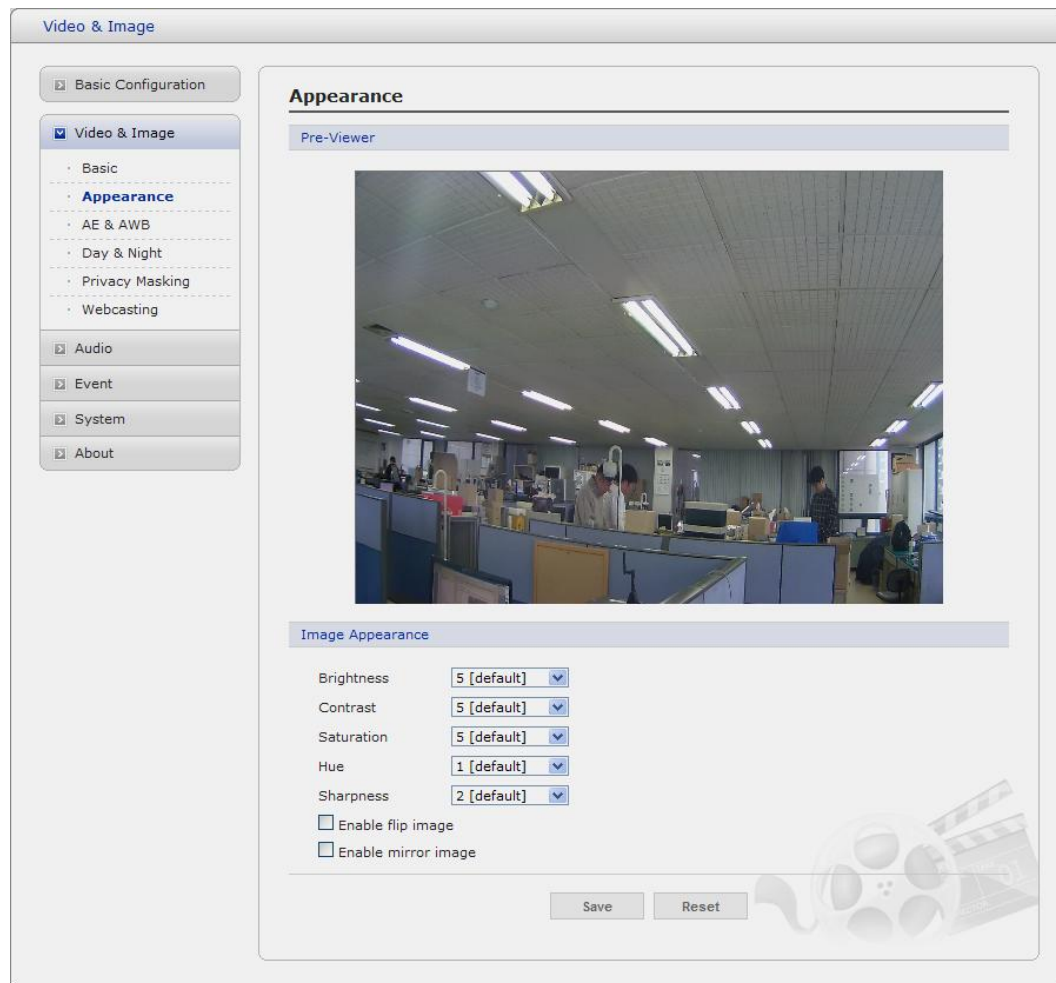 Video & Image
Basic Configuration
Video & Image
Basic
Appearance
AE & AWB
Day & Night
Privacy Masking
Webcasting
Audio
Event
System
About
Appearance
Pre-Viewer
Image Appearance
Brightness 5 [default]
Contrast 5 [default]
Saturation 5 [default]
Hue 1 [default]
Sharpness 2 [default]
Enable flip image
Enable mirror image
Save Reset